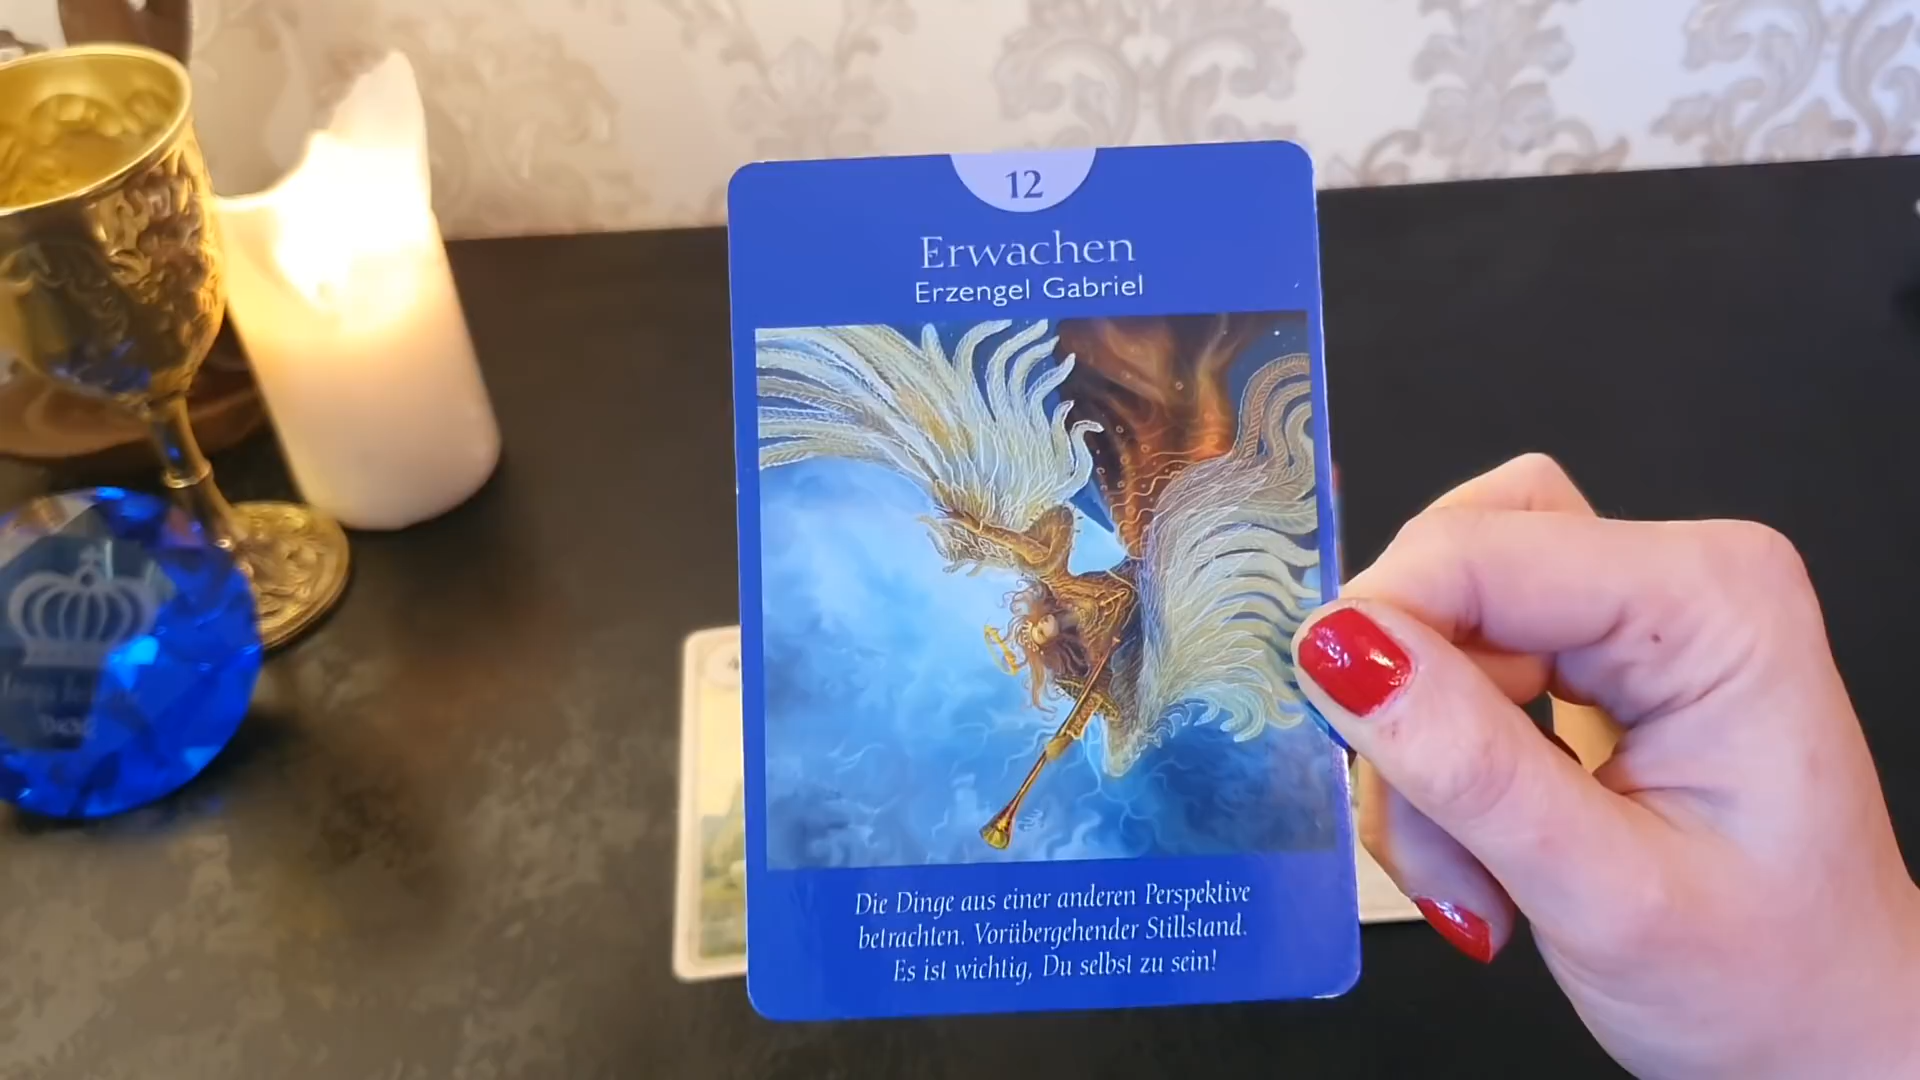 12
Erwachen
Erzengel Gabriel
Die Dinge aus einer anderen Perspektive
betrachten. Vorübergehender Stillstand.
Es ist wichtig, Du selbst zu sein!